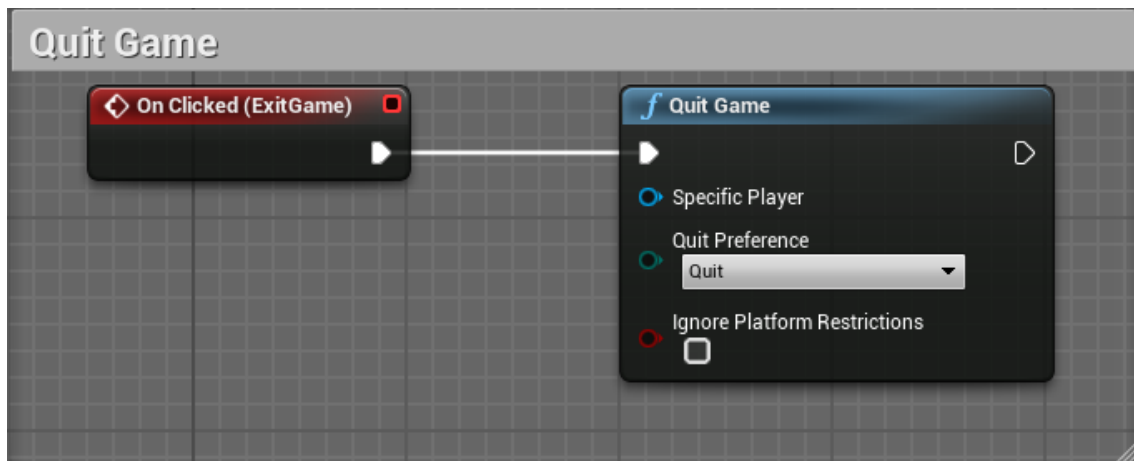 Quit Game
On Clicked (ExitGame)
f Quit Game
Specific Player
Quit Preference
Quit
Ignore Platform Restrictions